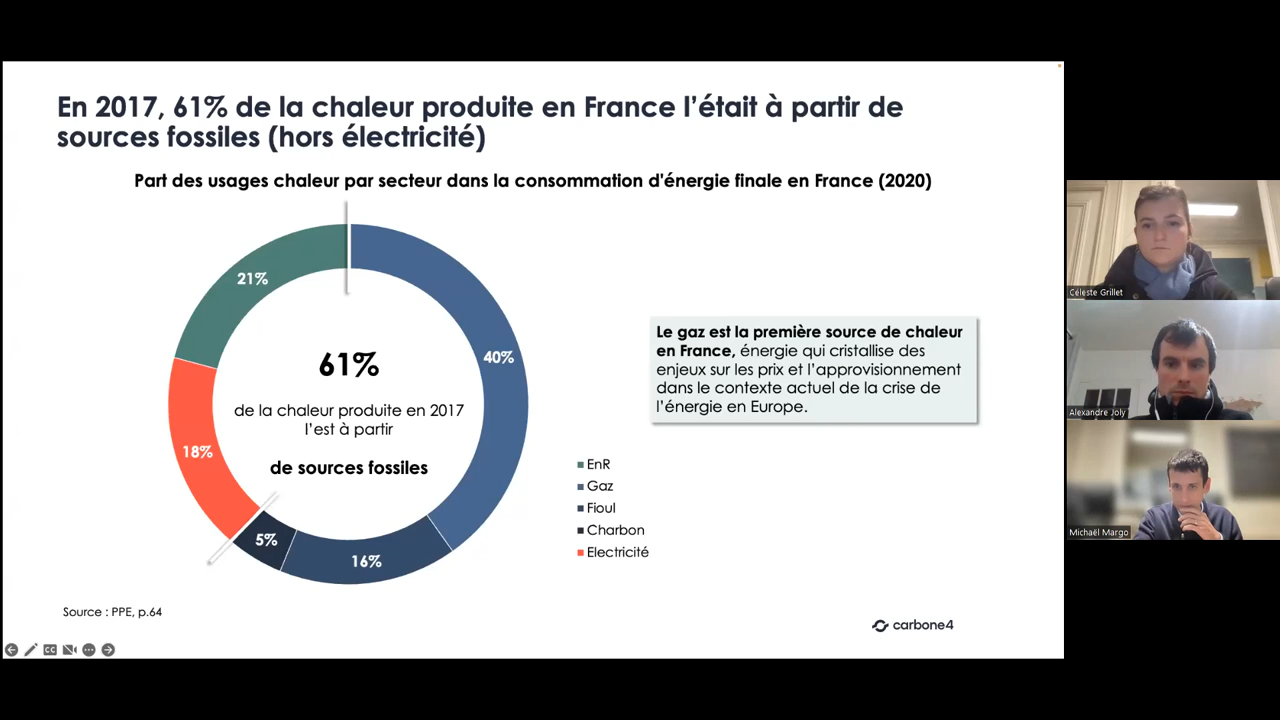 En 2017, 61% de la chaleur produite en France l’était à partir de
sources fossiles (hors électricité)
Part des usages chaleur par secteur dans la consommation d'énergie finale en France (2020)
21%
40%
18%
5%
16%
61%
de la chaleur produite en 2017
l’est à partir
de sources fossiles
Le gaz est la première source de chaleur
en France, énergie qui cristallise des
enjeux sur les prix et l’approvisionnement
dans le contexte actuel de la crise de
l’énergie en Europe.
EnR
Gaz
Fioul
Charbon
Electricité
Source : PPE, p.64
carbone4
CC
Céleste Grillet
Alexandre Joly
Michaël Margo